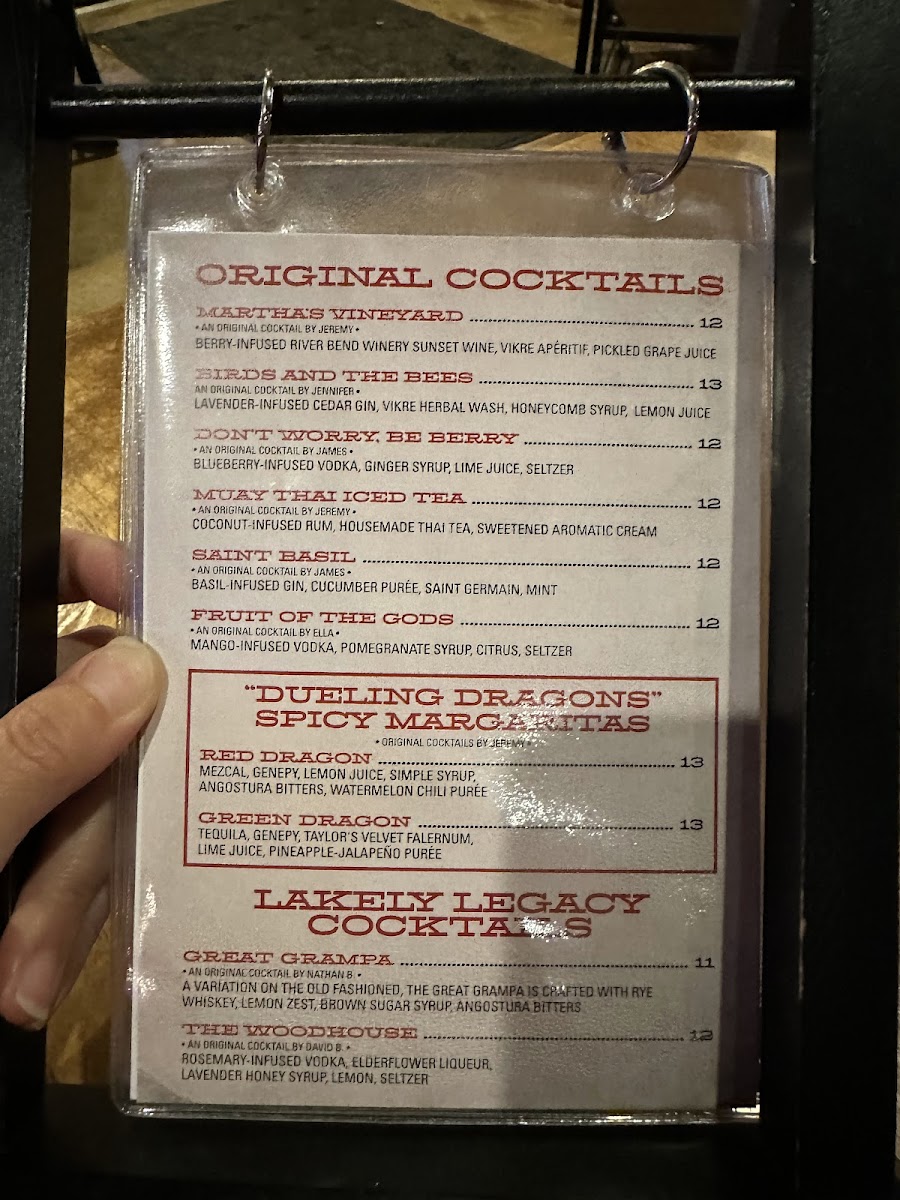 ORIGINAL COCKTAILS
MARTHA'S VINEYARD 12
• AN ORIGINAL COCKTAIL BY JEREMY •
BERRY-INFUSED RIVER BEND WINERY SUNSET WINE, VIKRE APÉRITIF, PICKLED GRAPE JUICE
BIRDS AND THE BEES 13
AN ORIGINAL COCKTAIL BY JENNIFER •
LAVENDER-INFUSED CEDAR GIN, VIKRE HERBAL WASH, HONEYCOMB SYRUP, LEMON JUICE
DON'T WORRY, BE BERRY 12
• AN ORIGINAL COCKTAIL BY JAMES •
BLUEBERRY-INFUSED VODKA, GINGER SYRUP, LIME JUICE, SELTZER
MUAY THAI ICED TEA 12
• AN ORIGINAL COCKTAIL BY JEREMY •
COCONUT-INFUSED RUM, HOUSEMADE THAI TEA, SWEETENED AROMATIC CREAM
SAINT BASIL 12
• AN ORIGINAL COCKTAIL BY JAMES •
BASIL-INFUSED GIN, CUCUMBER PURÉE, SAINT GERMAIN, MINT
FRUIT OF THE GODS 12
• AN ORIGINAL COCKTAIL BY ELLA •
MANGO-INFUSED VODKA, POMEGRANATE SYRUP, CITRUS, SELTZER
"DUELING DRAGONS"
SPICY MARGARITAS
• ORIGINAL COCKTAILS BY JEREMY •
RED DRAGON 13
MEZCAL, GENEPY, LEMON JUICE, SIMPLE SYRUP,
ANGOSTURA BITTERS, WATERMELON CHILI PURÉE
GREEN DRAGON 13
TEQUILA, GENEPY, TAYLOR'S VELVET FALERNUM,
LIME JUICE, PINEAPPLE-JALAPEÑO PURÉE
LAKELY LEGACY
COCKTAILS
GREAT GRAMPA 11
• AN ORIGINAL COCKTAIL BY NATHAN B. •
A VARIATION ON THE OLD FASHIONED, THE GREAT GRAMPA IS CRAFTED WITH RYE
WHISKEY, LEMON ZEST, BROWN SUGAR SYRUP, ANGOSTURA BITTERS
THE WOODHOUSE 12
• AN ORIGINAL COCKTAIL BY DAVID B. •
ROSEMARY-INFUSED VODKA, ELDERFLOWER LIQUEUR,
LAVENDER HONEY SYRUP, LEMON, SELTZER